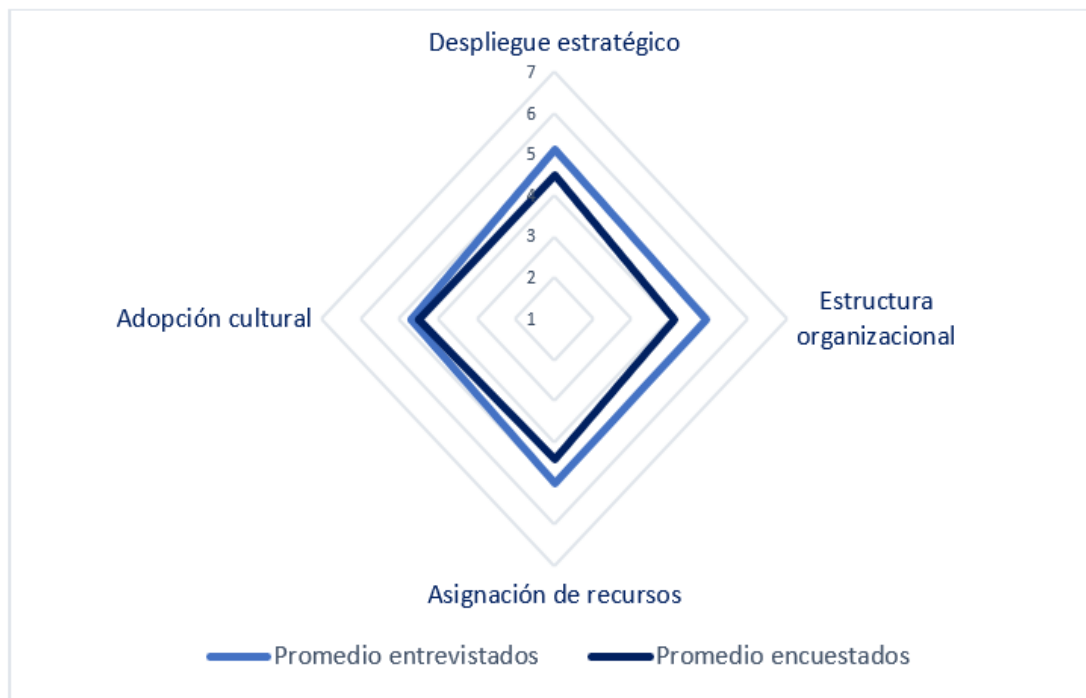 Despliegue estratégico
7
6
5
4
3
2
1
Adopción cultural
Estructura
organizacional
Asignación de recursos
Promedio entrevistados
Promedio encuestados